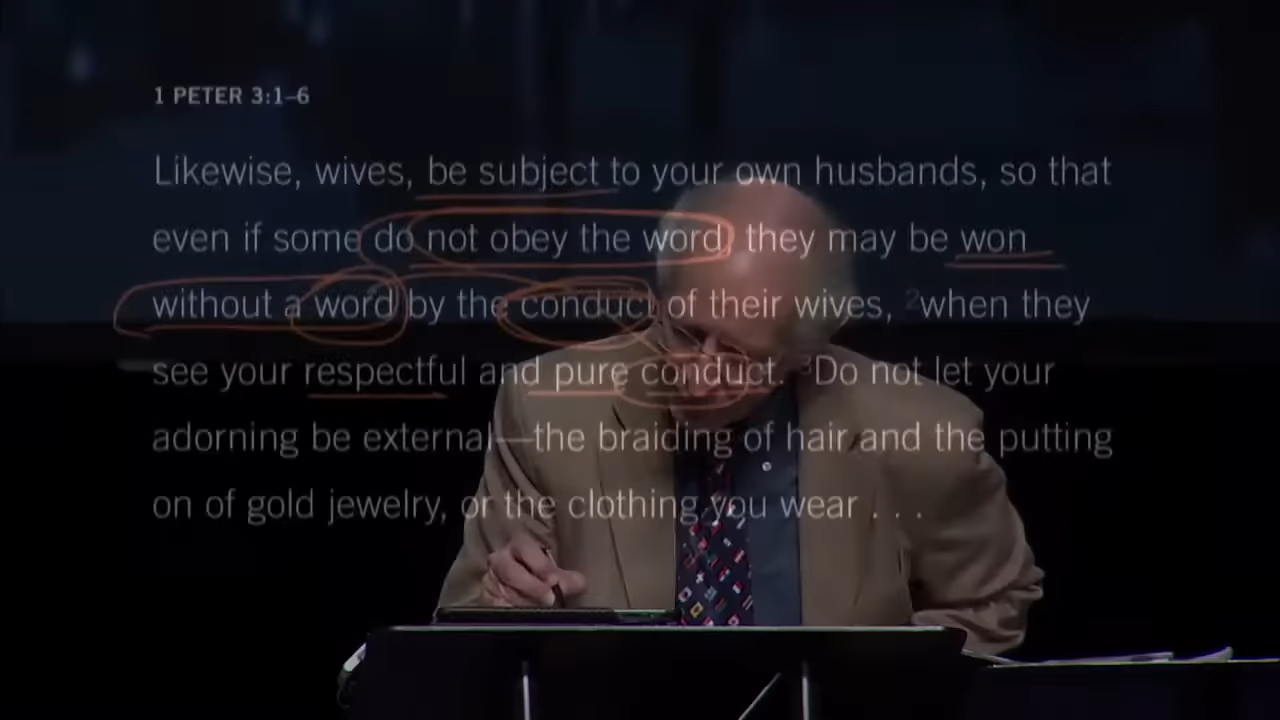 1 PETER 3:1–6
Likewise, wives, be subject to your own husbands, so that
even if some do not obey the word, they may be won
without a word by the conduct of their wives, 2when they
see your respectful and pure conduct. 3Do not let your
adorning be external—the braiding of hair and the putting
on of gold jewelry, or the clothing you wear . . .